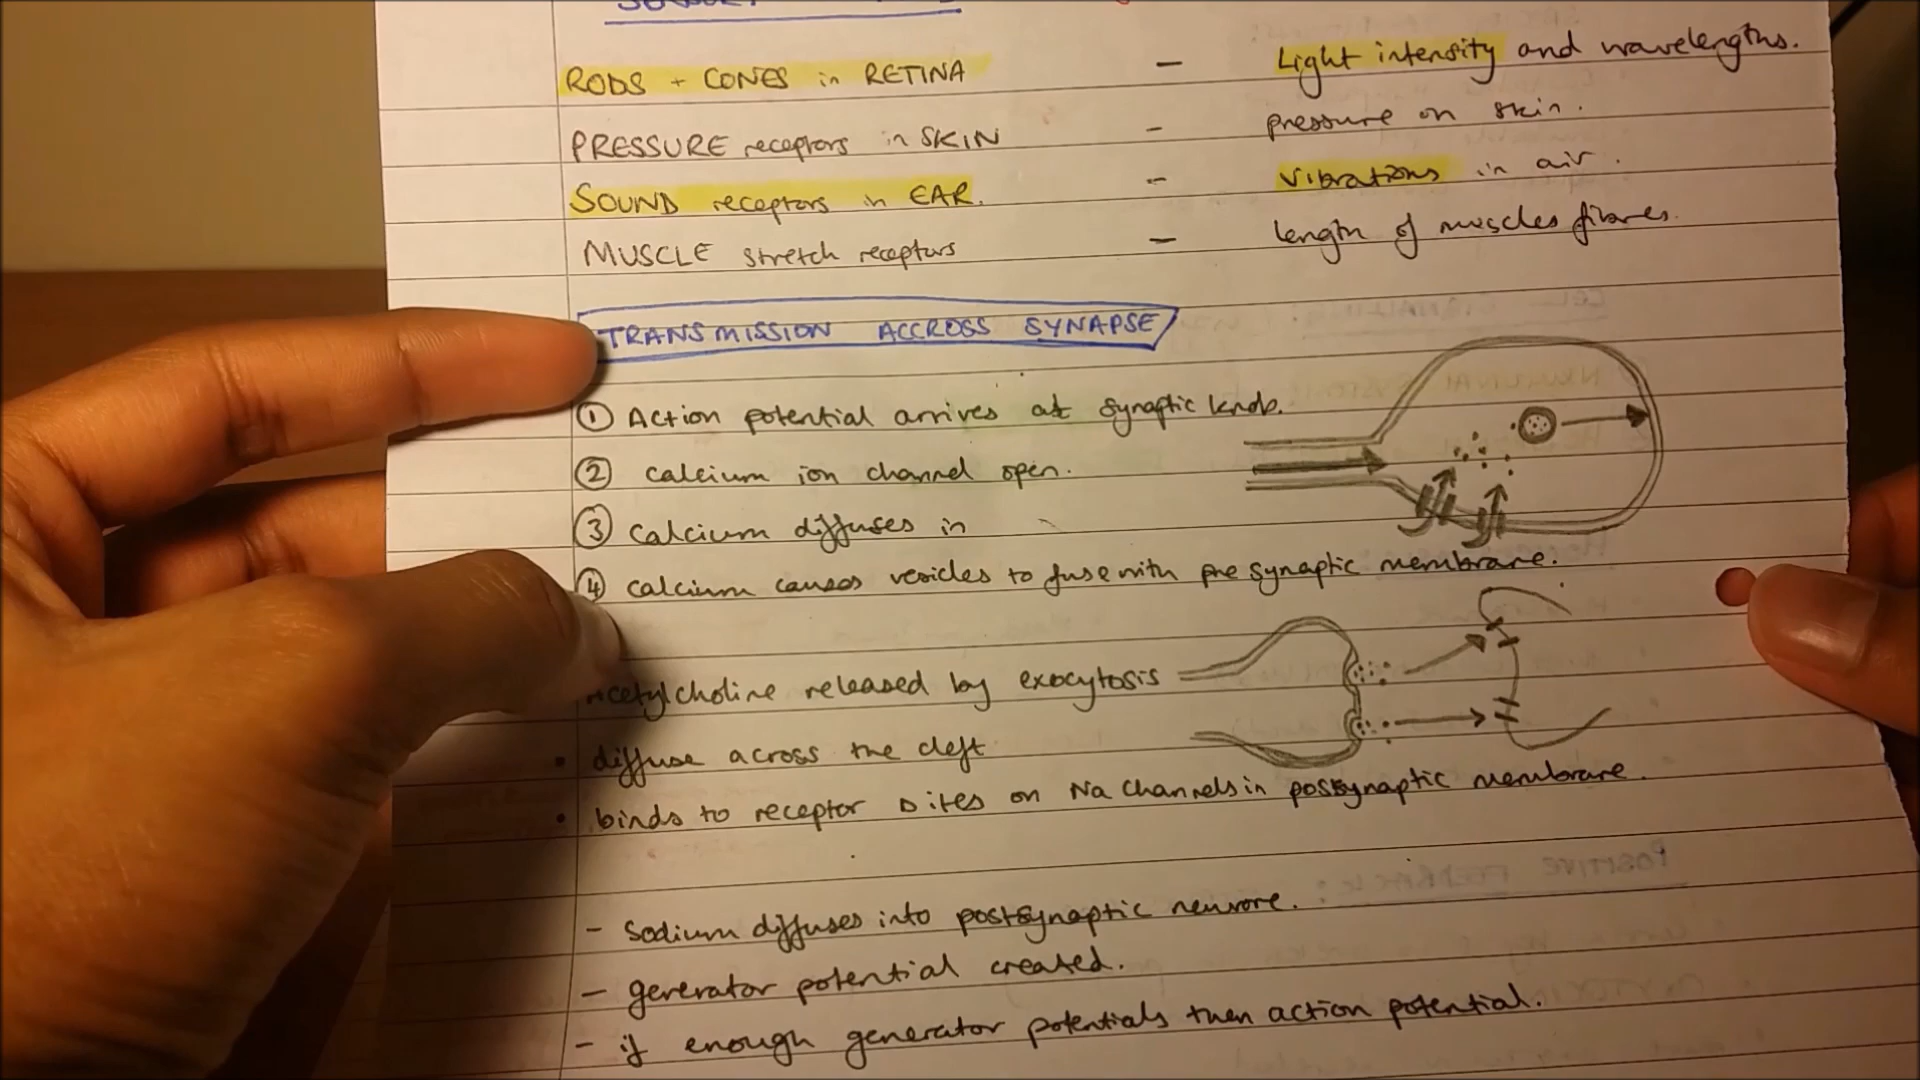 RODS + CONES in RETINA - Light intensity and wavelengths.
PRESSURE receptors in SKIN - pressure on skin.
SOUND receptors in EAR. - Vibrations in air.
MUSCLE stretch receptors - length of muscles fibres.
TRANSMISSION ACCROSS SYNAPSE
① Action potential arrives at synaptic knob.
② calcium ion channel open.
③ calcium diffuses in
④ calcium causes vesicles to fuse with pre synaptic membrane.
Acetylcholine released by exocytosis
• diffuse across the cleft
• binds to receptor sites on Na channels in postsynaptic membrane.
- Sodium diffuses into postsynaptic neurone.
- generator potential created.
- if enough generator potentials then action potential.